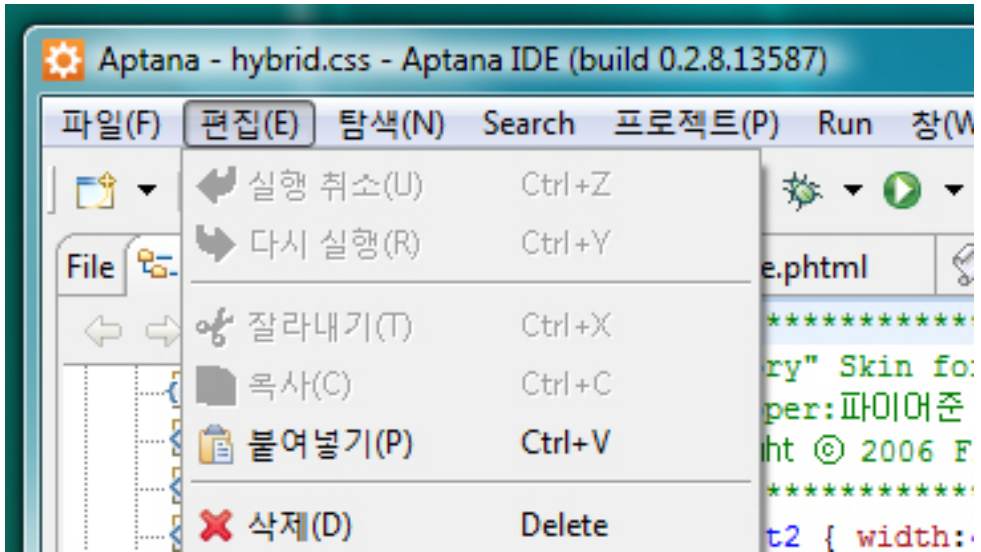 Aptana - hybrid.css - Aptana IDE (build 0.2.8.13587)
파일(F) 편집(E) 탐색(N) Search 프로젝트(P) Run 창(W
실행 취소(U) Ctrl+Z
다시 실행(R) Ctrl+Y
File e.phtml
잘라내기(T) Ctrl+X
************
복사(C) Ctrl+C
ry" Skin for
per:파이어준
붙여넣기(P) Ctrl+V
ht © 2006 F
************
삭제(D) Delete
t2 { width: